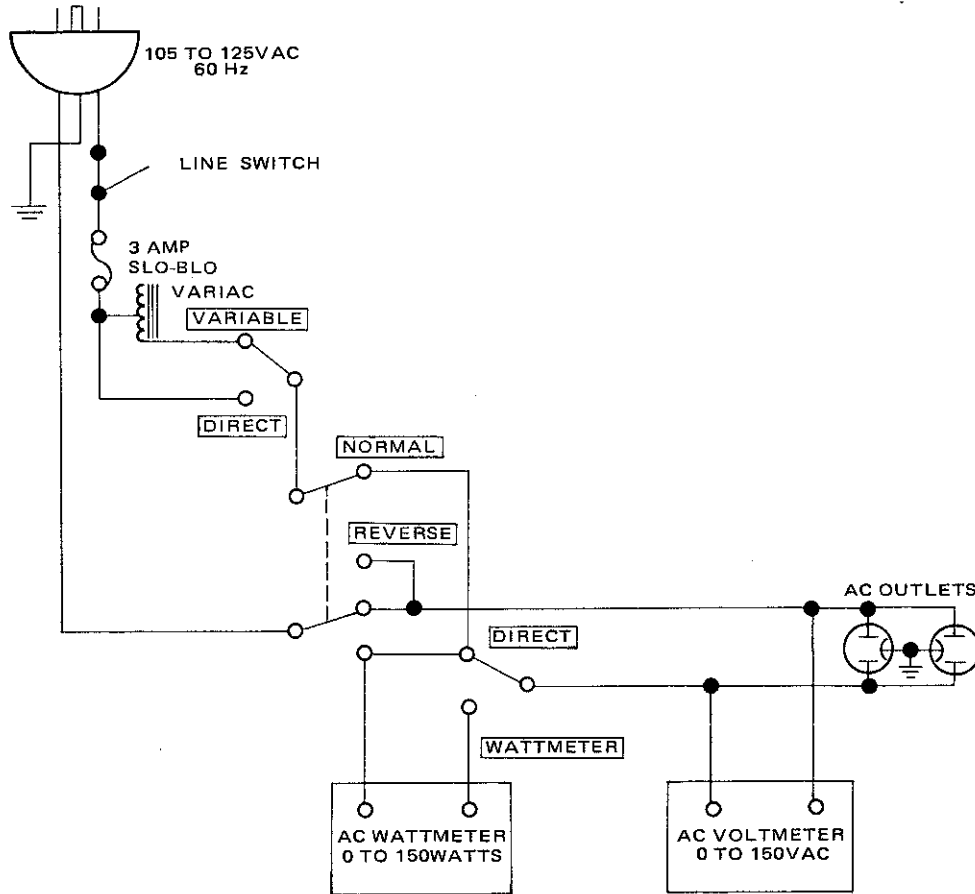 105 TO 125VAC
60 Hz
LINE SWITCH
3 AMP
SLO-BLO
VARIAC
VARIABLE
DIRECT
NORMAL
REVERSE
AC OUTLETS
DIRECT
WATTMETER
AC WATTMETER
0 TO 150WATTS
AC VOLTMETER
0 TO 150VAC